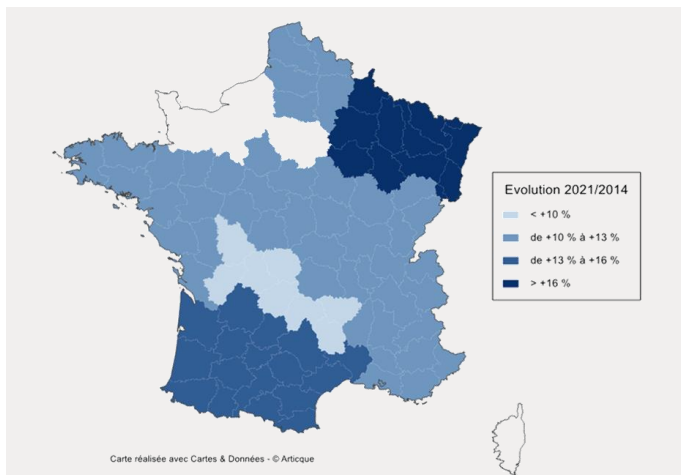 Evolution 2021/2014
< +10 %
de +10 % à +13 %
de +13 % à +16 %
> +16 %
Carte réalisée avec Cartes & Données - © Articque